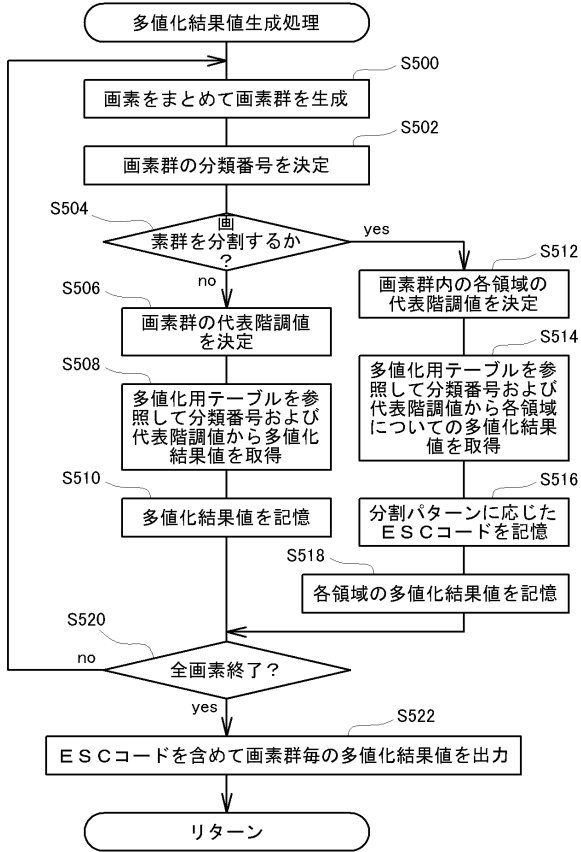 多値化結果値生成処理
S500
画素をまとめて画素群を生成
S502
画素群の分類番号を決定
S504
画
素群を分割するか
？
yes
no
S506
画素群の代表階調値
を決定
S508
多値化用テーブルを参
照して分類番号および
代表階調値から多値化
結果値を取得
S510
多値化結果値を記憶
S512
画素群内の各領域の
代表階調値を決定
S514
多値化用テーブルを参
照して分類番号および
代表階調値から各領域
についての多値化結果
値を取得
S516
分割パターンに応じた
ＥＳＣコードを記憶
S518
各領域の多値化結果値を記憶
S520
全画素終了？
no
yes
S522
ＥＳＣコードを含めて画素群毎の多値化結果値を出力
リターン